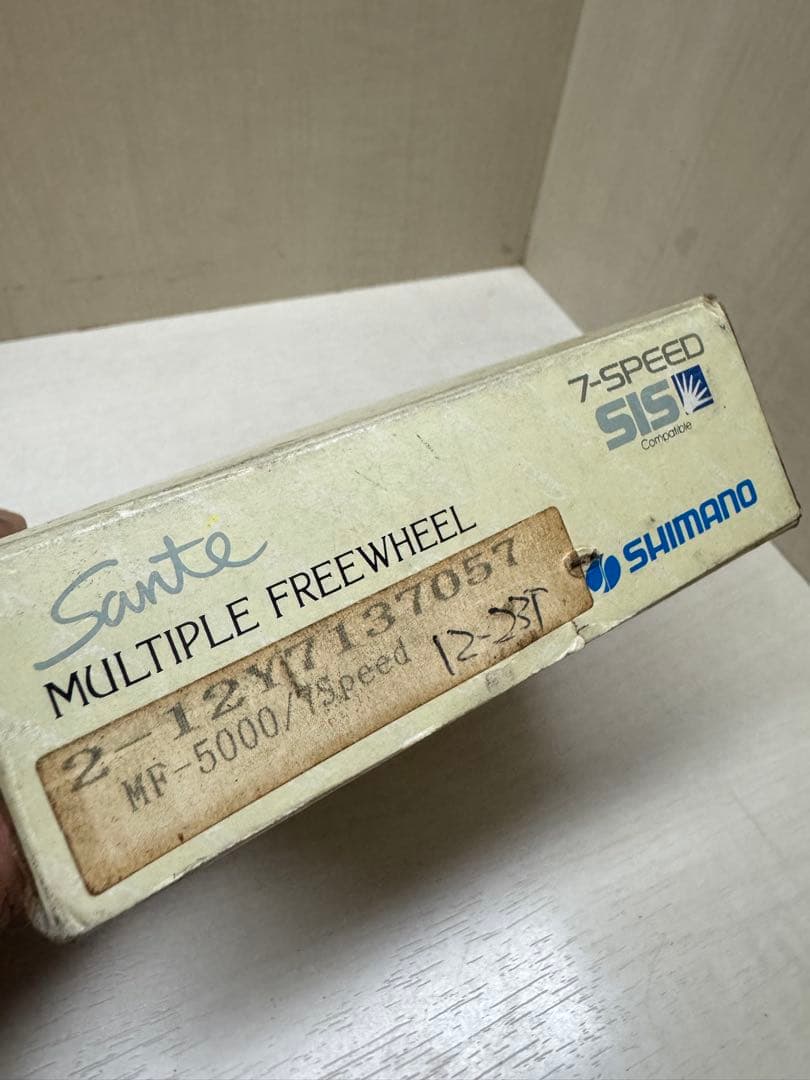 7-SPEED
SIS
Compatible
Sante
MULTIPLE FREEWHEEL
SHIMANO
2-12Y7137057
MF-5000/7Speed 12-23T